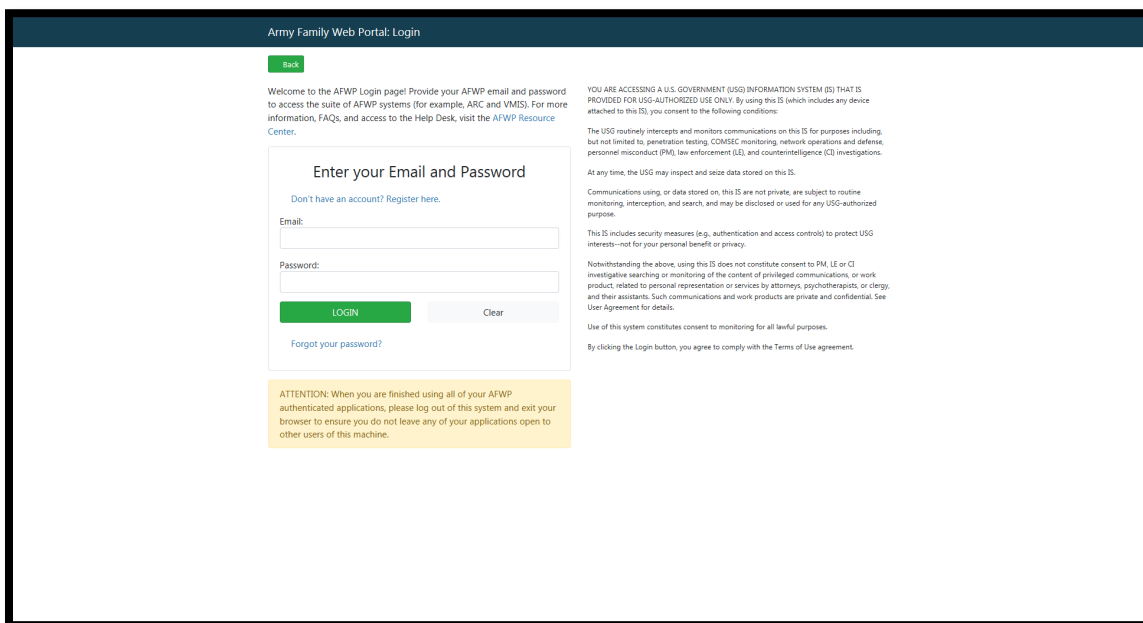 Army Family Web Portal: Login
Back
Welcome to the AFWP Login page! Provide your AFWP email and password
to access the suite of AFWP systems (for example, ARC and VMIS). For more
information, FAQs, and access to the Help Desk, visit the AFWP Resource
Center.
Enter your Email and Password
Don't have an account? Register here.
Email:
Password:
LOGIN
Clear
Forgot your password?
ATTENTION: When you are finished using all of your AFWP
authenticated applications, please log out of this system and exit your
browser to ensure you do not leave any of your applications open to
other users of this machine.
YOU ARE ACCESSING A U.S. GOVERNMENT (USG) INFORMATION SYSTEM (IS) THAT IS
PROVIDED FOR USG-AUTHORIZED USE ONLY. By using this IS (which includes any device
attached to this IS), you consent to the following conditions:
The USG routinely intercepts and monitors communications on this IS for purposes including,
but not limited to, penetration testing, COMSEC monitoring, network operations and defense,
personnel misconduct (PM), law enforcement (LE), and counterintelligence (CI) investigations.
At any time, the USG may inspect and seize data stored on this IS.
Communications using, or data stored on, this IS are not private, are subject to routine
monitoring, interception, and search, and may be disclosed or used for any USG-authorized
purpose.
This IS includes security measures (e.g., authentication and access controls) to protect USG
interests--not for your personal benefit or privacy.
Notwithstanding the above, using this IS does not constitute consent to PM, LE or CI
investigative searching or monitoring of the content of privileged communications, or work
product, related to personal representation or services by attorneys, psychotherapists, or clergy,
and their assistants. Such communications and work products are private and confidential. See
User Agreement for details.
Use of this system constitutes consent to monitoring for all lawful purposes.
By clicking the Login button, you agree to comply with the Terms of Use agreement.